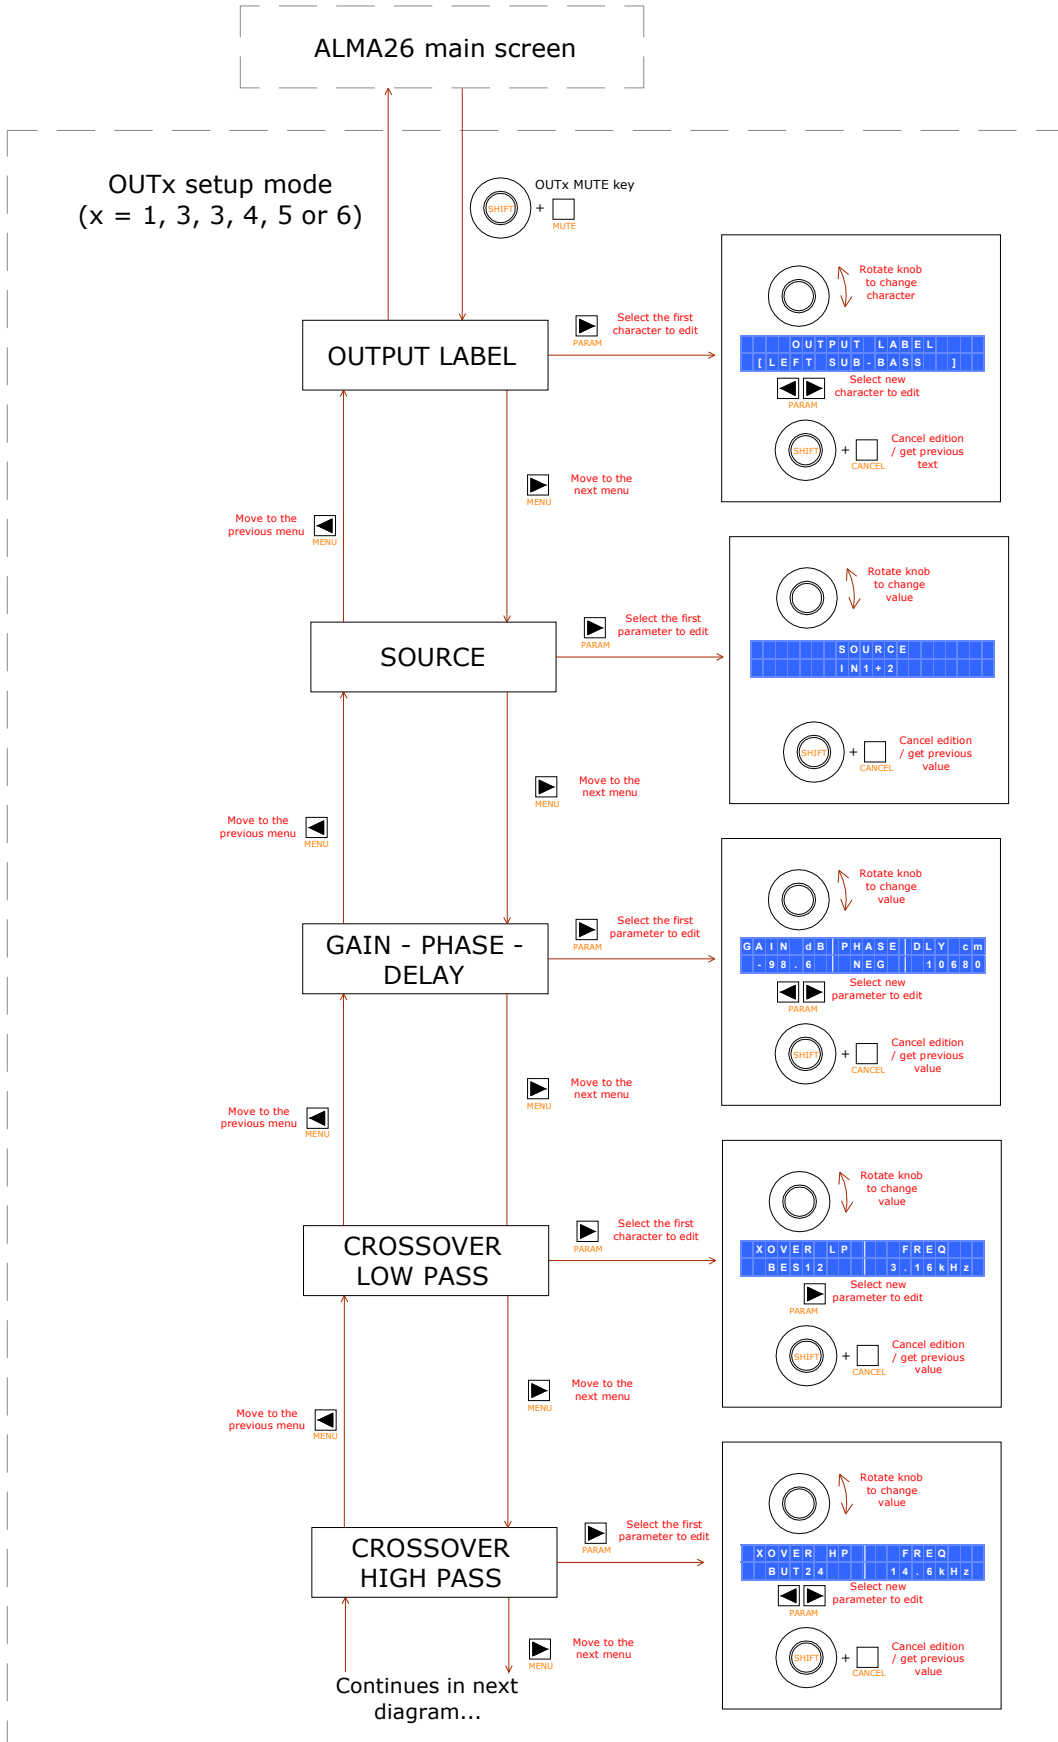 ALMA26 main screen
OUTx setup mode
(x = 1, 3, 3, 4, 5 or 6)
OUTx MUTE key
SHIFT
+
MUTE
OUTPUT LABEL
Select the first
character to edit
PARAM
Rotate knob
to change
character
OUTPUT LABEL
[LEFT SUB-BASS ]
Select new
character to edit
PARAM
SHIFT
+
CANCEL
Cancel edition
/ get previous
text
Move to the
next menu
MENU
Move to the
previous menu
MENU
SOURCE
Select the first
parameter to edit
PARAM
Rotate knob
to change
value
SOURCE
IN1+2
SHIFT
+
CANCEL
Cancel edition
/ get previous
value
Move to the
next menu
MENU
Move to the
previous menu
MENU
GAIN - PHASE -
DELAY
Select the first
parameter to edit
PARAM
Rotate knob
to change
value
GAIN dB|PHASE|DLY cm
-98.6 | NEG | 10680
Select new
parameter to edit
PARAM
SHIFT
+
CANCEL
Cancel edition
/ get previous
value
Move to the
next menu
MENU
Move to the
previous menu
MENU
CROSSOVER
LOW PASS
Select the first
character to edit
PARAM
Rotate knob
to change
value
XOVER LP | FREQ
BES12 | 3.16kHz
Select new
parameter to edit
PARAM
SHIFT
+
CANCEL
Cancel edition
/ get previous
value
Move to the
next menu
MENU
Move to the
previous menu
MENU
CROSSOVER
HIGH PASS
Select the first
parameter to edit
PARAM
Rotate knob
to change
value
XOVER HP | FREQ
BUT24 | 14.6kHz
Select new
parameter to edit
PARAM
SHIFT
+
CANCEL
Cancel edition
/ get previous
value
Move to the
next menu
MENU
Continues in next
diagram...